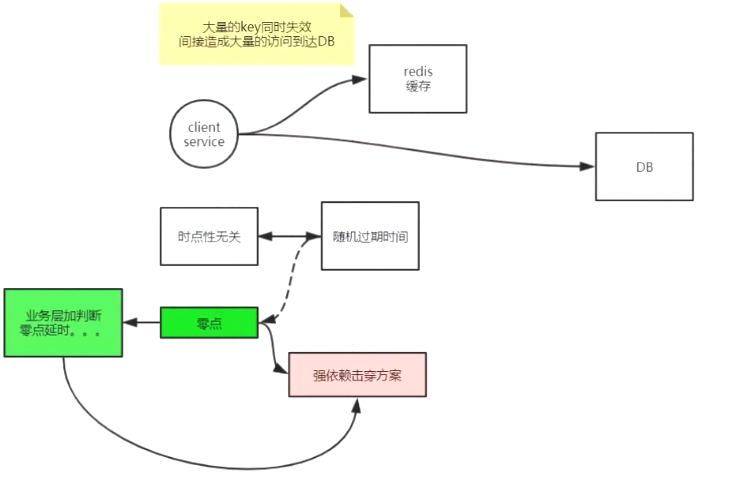 大量的key同时失效
间接造成大量的访问到达DB
redis
缓存
client
service
DB
时点性无关
随机过期时间
业务层加判断
零点延时。。。
零点
强依赖击穿方案